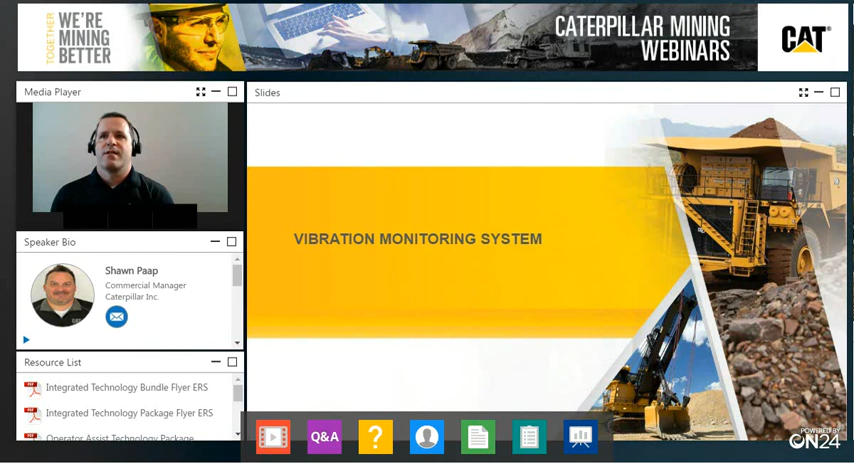 TOGETHER
WE'RE
MINING
BETTER
CATERPILLAR MINING
WEBINARS
CAT
Media Player
Slides
VIBRATION MONITORING SYSTEM
Speaker Bio
Shawn Paap
Commercial Manager
Caterpillar Inc.
Resource List
PDF
Integrated Technology Bundle Flyer ERS
PDF
Integrated Technology Package Flyer ERS
Operator Assist Technology Package
Q&A
?
POWERED BY
ON24